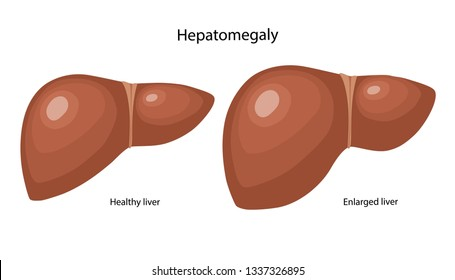 Hepatomegaly
Healthy liver
Enlarged liver
shutterstock.com · 1337326895